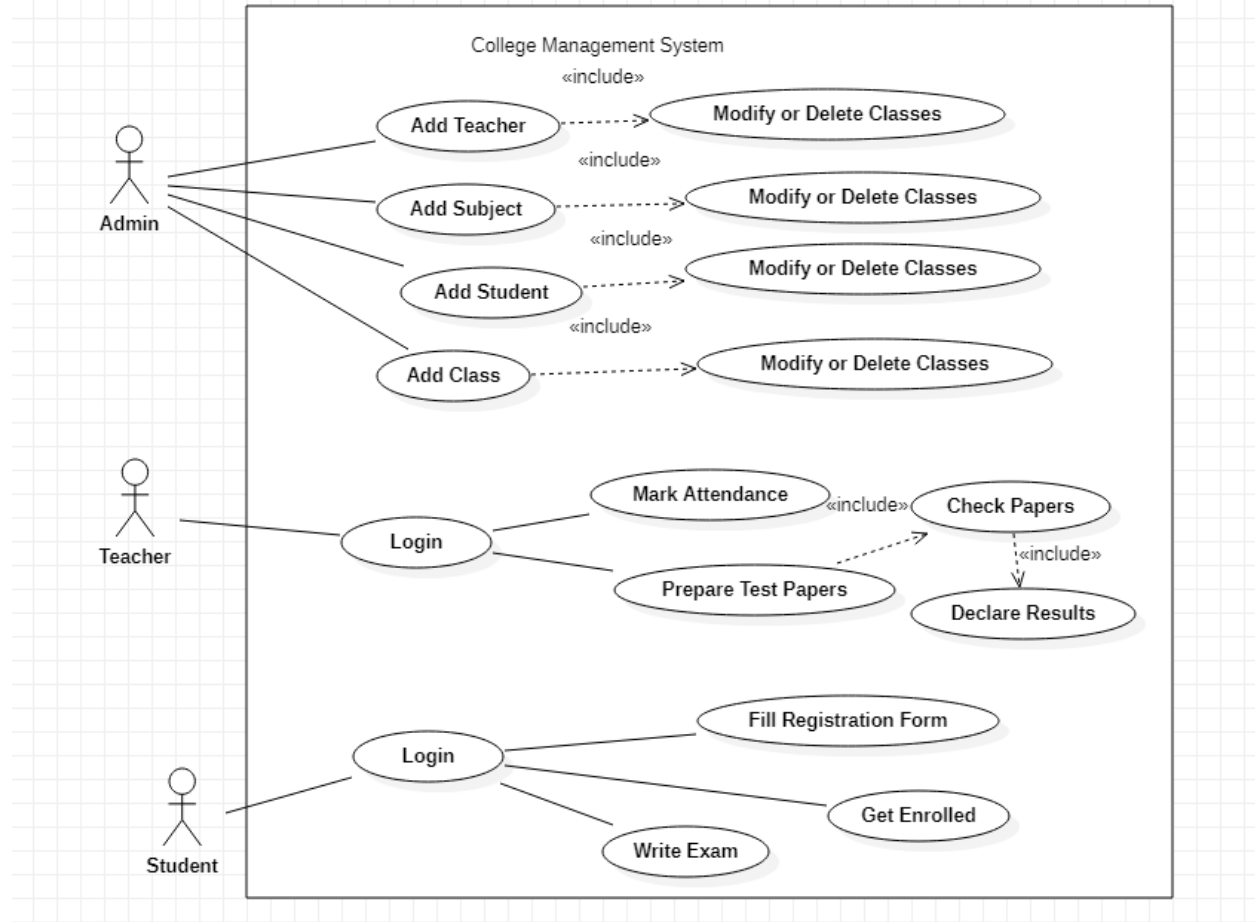 College Management System
«include»
Add Teacher
Modify or Delete Classes
«include»
Add Subject
Modify or Delete Classes
Admin
«include»
Add Student
Modify or Delete Classes
«include»
Add Class
Modify or Delete Classes
Mark Attendance
«include»
Check Papers
Teacher
Login
«include»
Prepare Test Papers
Declare Results
Fill Registration Form
Login
Get Enrolled
Write Exam
Student